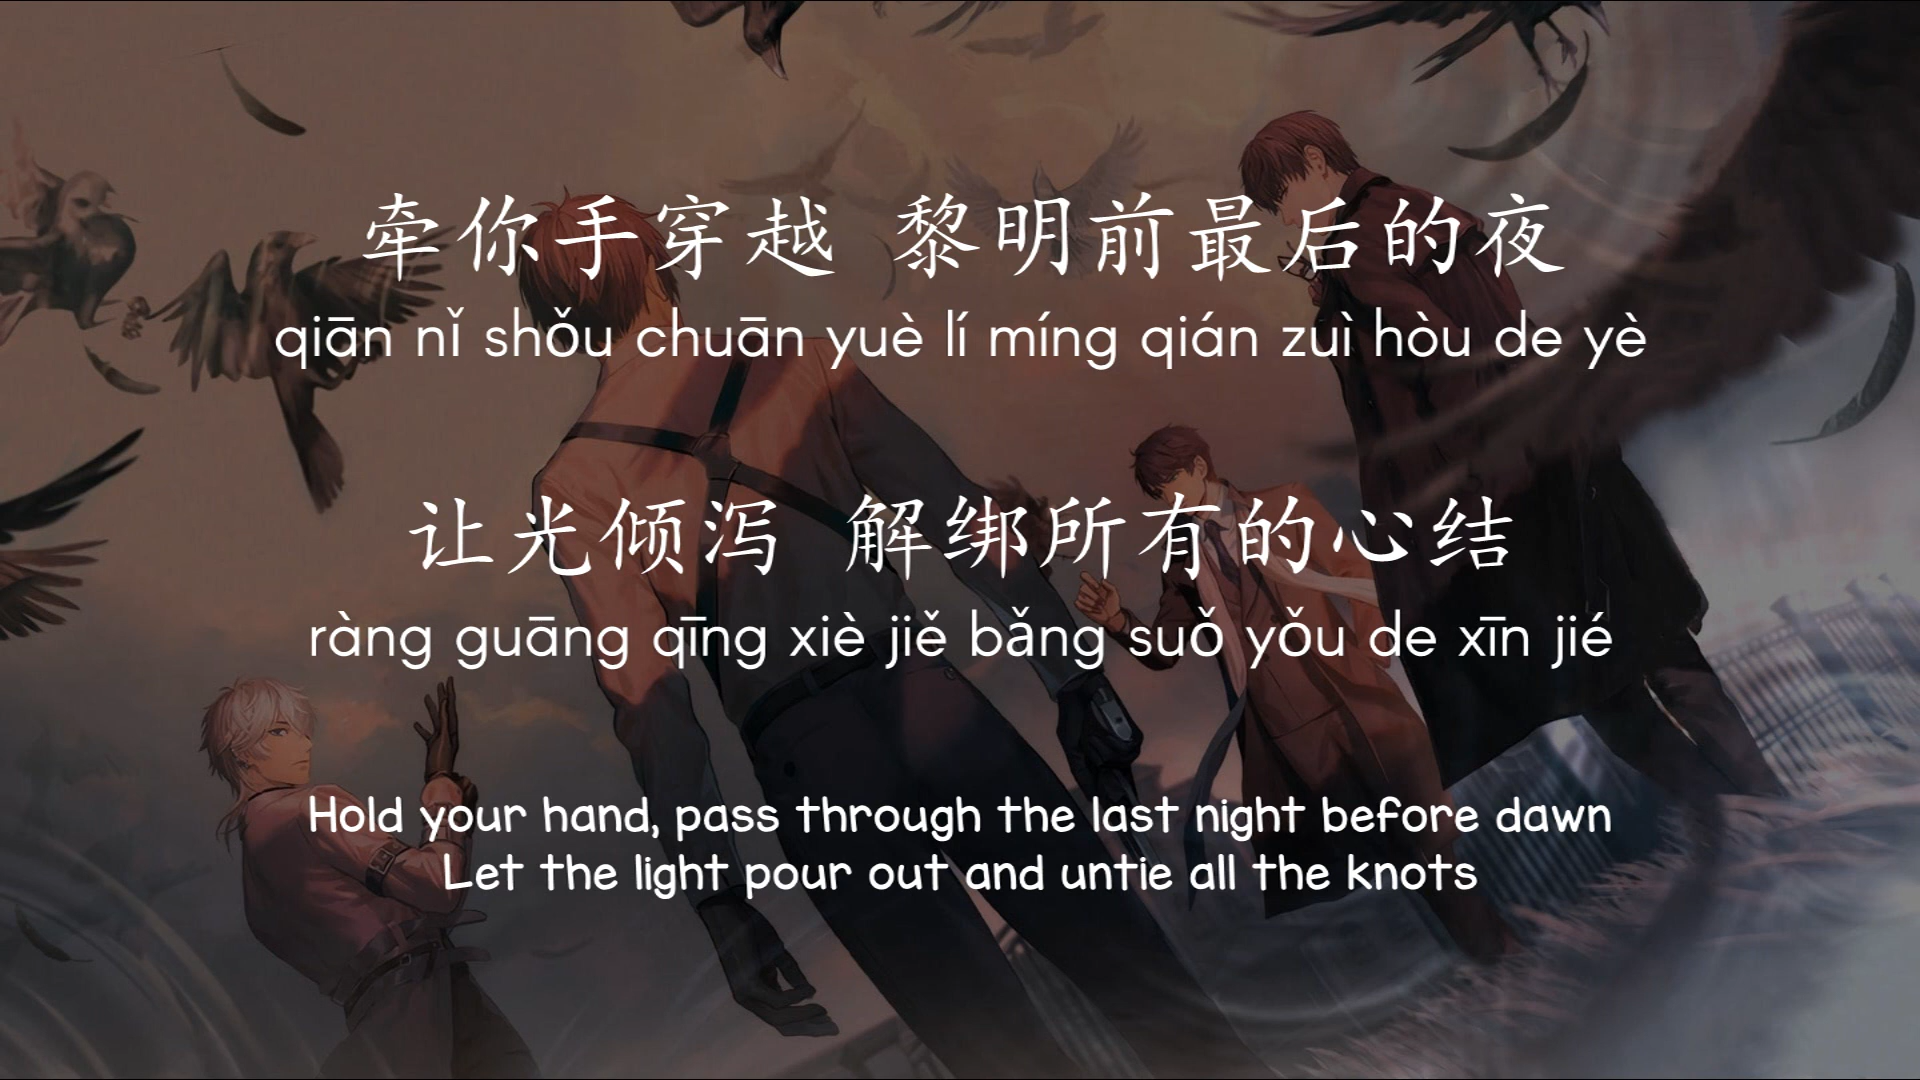 牵你手穿越 黎明前最后的夜
qiān nǐ shǒu chuān yuè lí míng qián zuì hòu de yè
让光倾泻 解绑所有的心结
ràng guāng qīng xiè jiě bǎng suǒ yǒu de xīn jié
Hold your hand, pass through the last night before dawn
Let the light pour out and untie all the knots